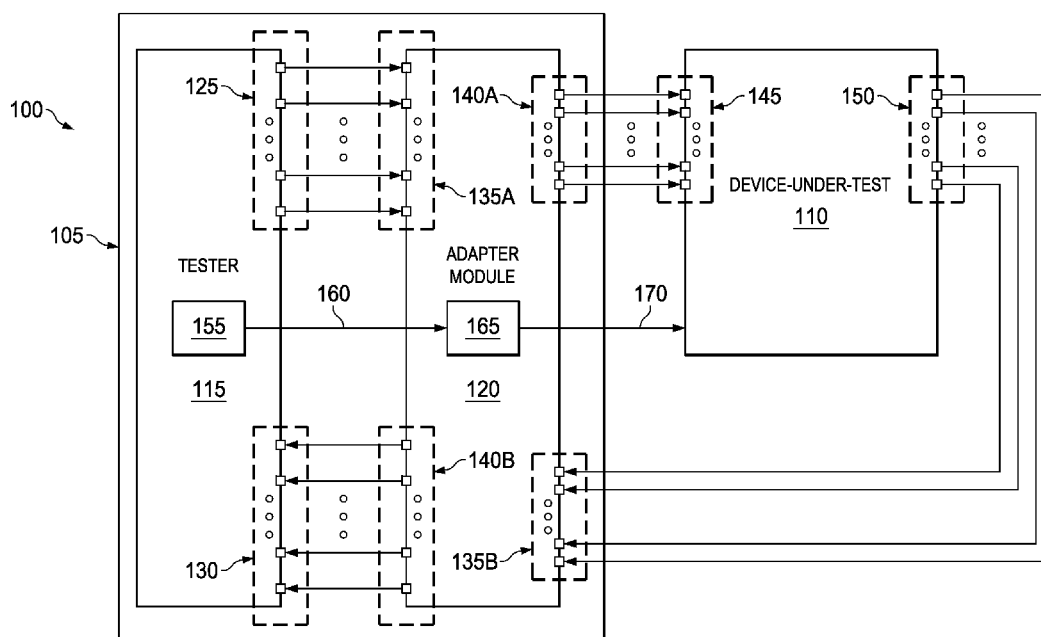 100
105
125
135A
140A
145
150
DEVICE-UNDER-TEST
110
TESTER
ADAPTER
MODULE
155
160
165
170
115
120
130
140B
135B